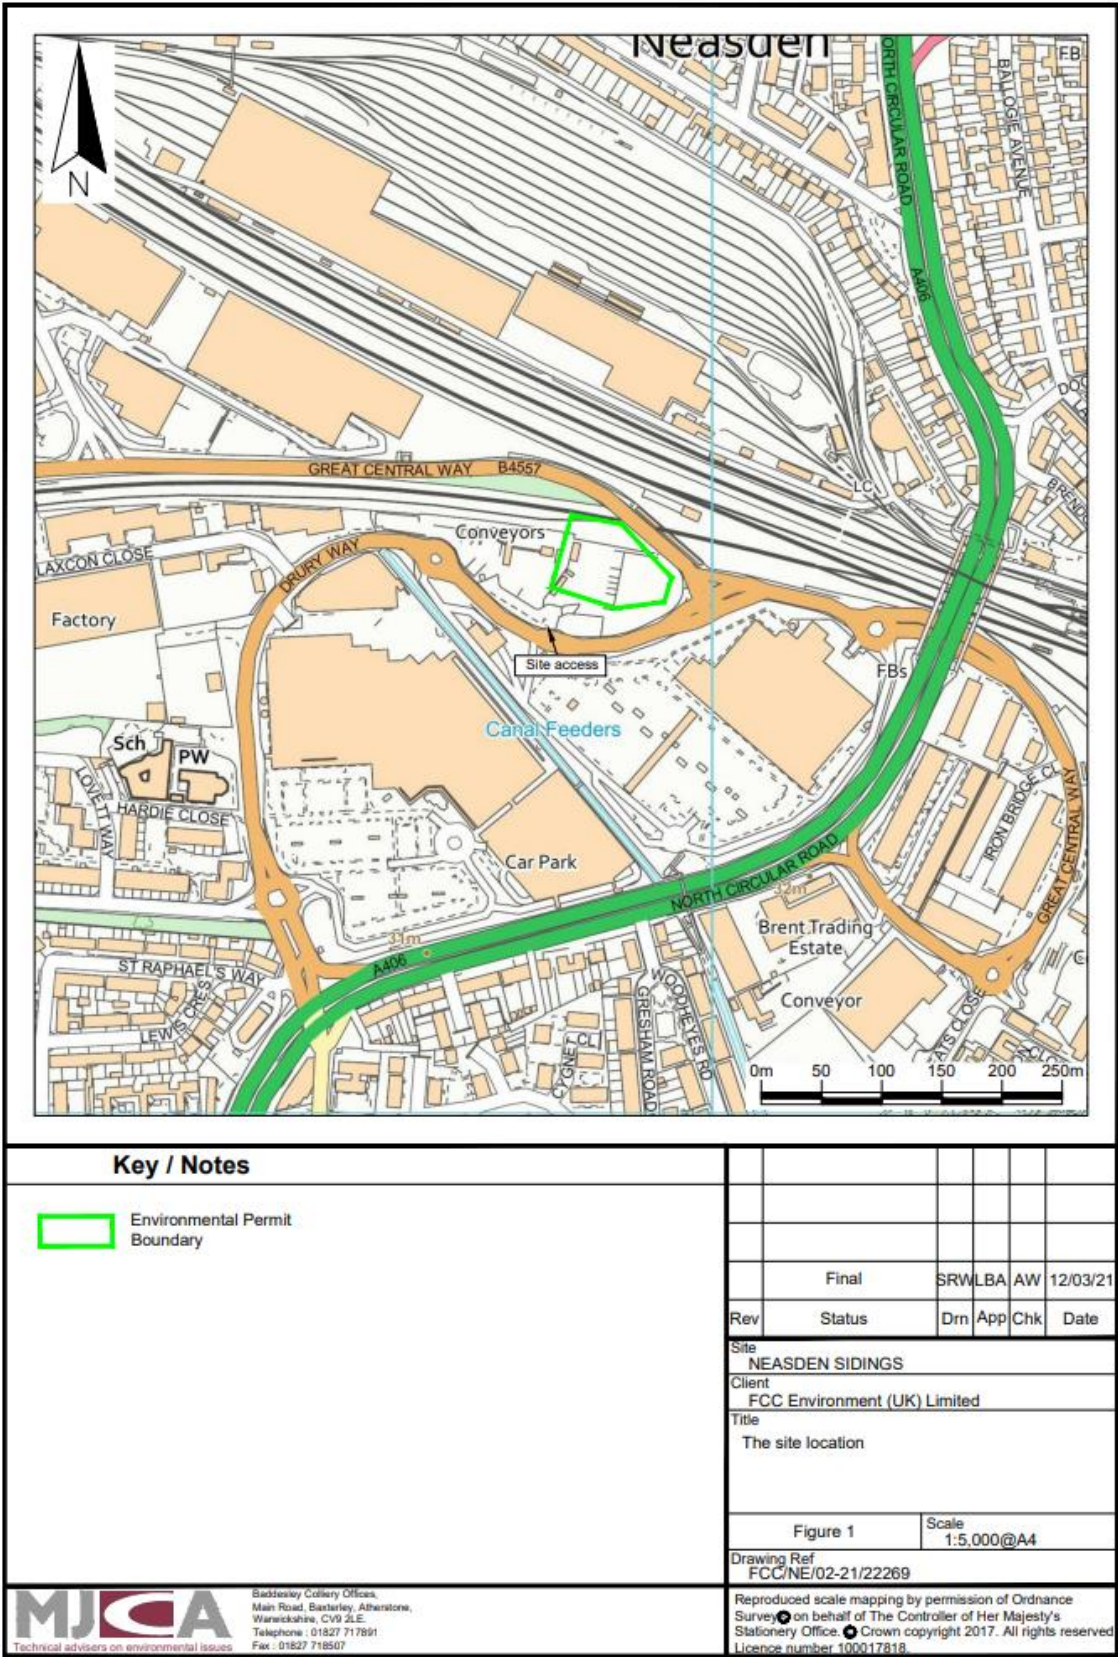 Neasden
FB
NORTH CIRCULAR ROAD
BALLOGIE AVENUE
A406
N
GREAT CENTRAL WAY B4557
LC
Conveyors
LAXCON CLOSE
DRURY WAY
Factory
Site access
FBs
Canal Feeders
Sch
PW
LOVETT WAY
HARDIE CLOSE
IRON BRIDGE CL
GREAT CENTRAL WAY
Car Park
NORTH CIRCULAR ROAD
32m
Brent Trading
Estate
31m
A406
ST RAPHAEL'S WAY
LEWIS CRES
Conveyor
WOODHEYES RD
GRESHAM ROAD
CYGNET CL
0m 50 100 150 200 250m
Key / Notes
Environmental Permit
Boundary
Final SRW LBA AW 12/03/21
Rev Status Drn App Chk Date
Site
NEASDEN SIDINGS
Client
FCC Environment (UK) Limited
Title
The site location
Figure 1
Scale
1:5,000@A4
Drawing Ref
FCC/NE/02-21/22269
MJCA
Technical advisers on environmental issues
Baddesley Colliery Offices,
Main Road, Baxterley, Atherstone,
Warwickshire, CV9 2LE.
Telephone : 01827 717891
Fax : 01827 718507
Reproduced scale mapping by permission of Ordnance
Survey on behalf of The Controller of Her Majesty's
Stationery Office. Crown copyright 2017. All rights reserved
Licence number 100017818.